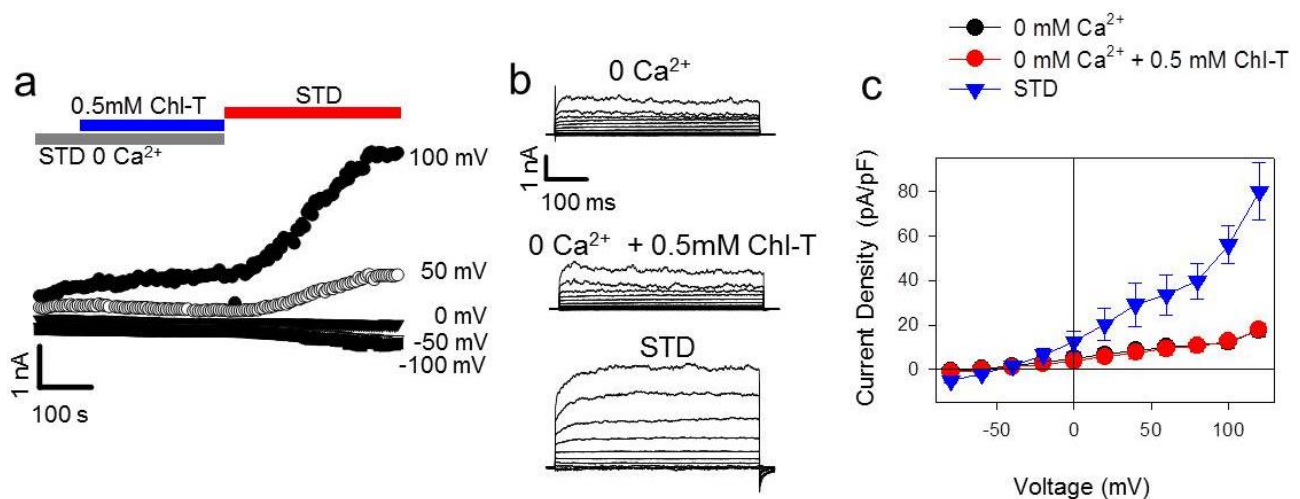 a
0.5mM Chl-T
STD
STD 0 Ca²⁺
100 mV
50 mV
0 mV
-50 mV
-100 mV
1 nA
100 s
b
0 Ca²⁺
1 nA
100 ms
0 Ca²⁺ + 0.5mM Chl-T
STD
0 mM Ca²⁺
0 mM Ca²⁺ + 0.5 mM Chl-T
STD
c
Current Density (pA/pF)
80
60
40
20
0
-50 0 50 100
Voltage (mV)